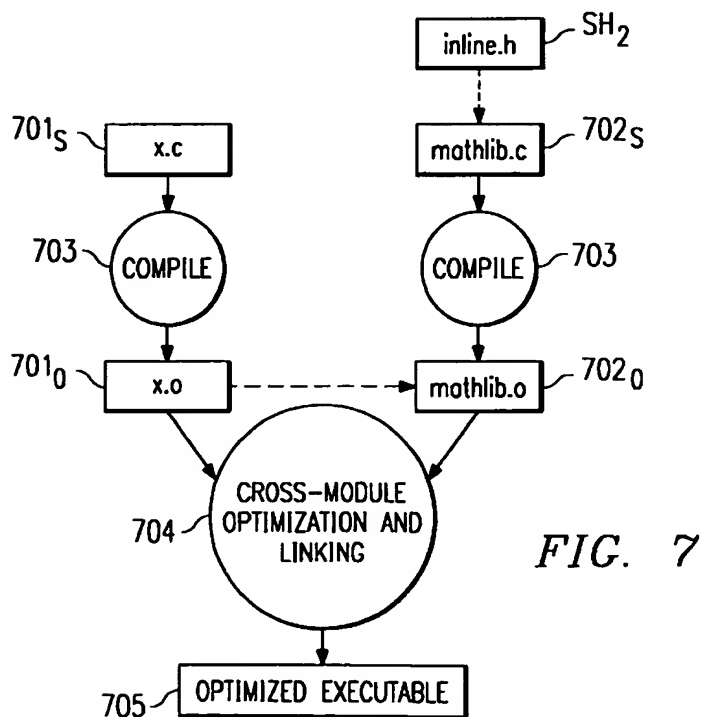 inline.h
SH2
701S
x.c
mathlib.c
702S
703
COMPILE
COMPILE
703
701O
x.o
mathlib.o
702O
704
CROSS-MODULE
OPTIMIZATION AND
LINKING
FIG. 7
705
OPTIMIZED EXECUTABLE